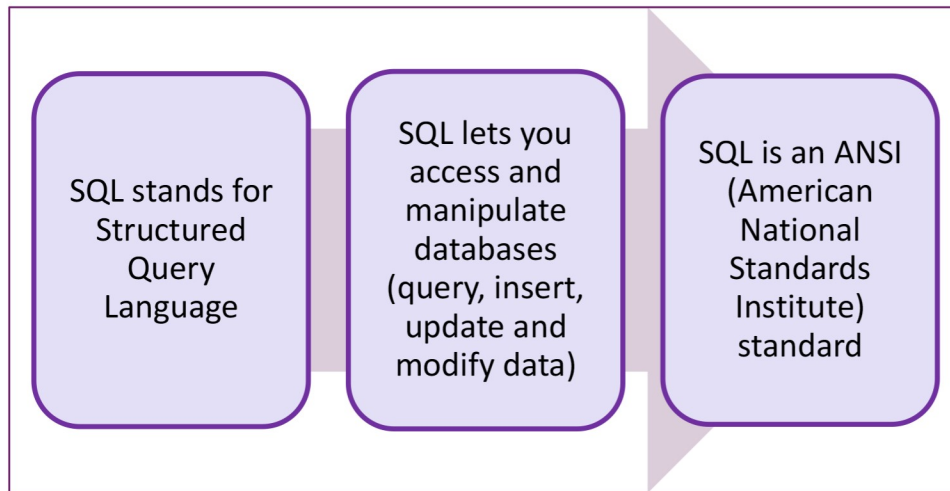 SQL stands for
Structured
Query
Language
SQL lets you
access and
manipulate
databases
(query, insert,
update and
modify data)
SQL is an ANSI
(American
National
Standards
Institute)
standard